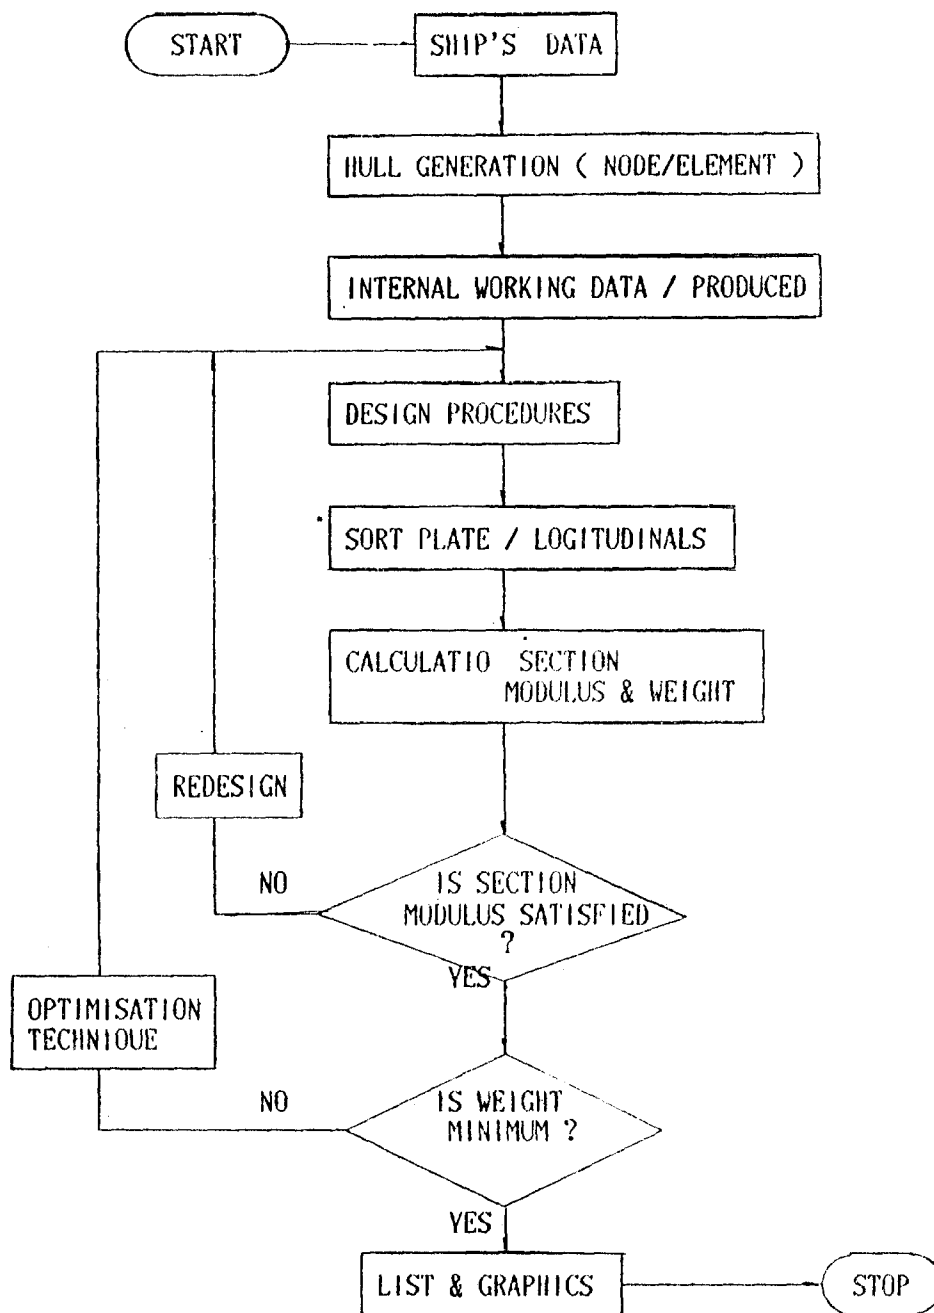 START
SHIP'S DATA
HULL GENERATION ( NODE/ELEMENT )
INTERNAL WORKING DATA / PRODUCED
DESIGN PROCEDURES
SORT PLATE / LOGITUDINALS
CALCULATIO SECTION
MODULUS & WEIGHT
REDESIGN
NO
IS SECTION
MODULUS SATISFIED
?
YES
OPTIMISATION
TECHNIQUE
NO
IS WEIGHT
MINIMUM ?
YES
LIST & GRAPHICS
STOP